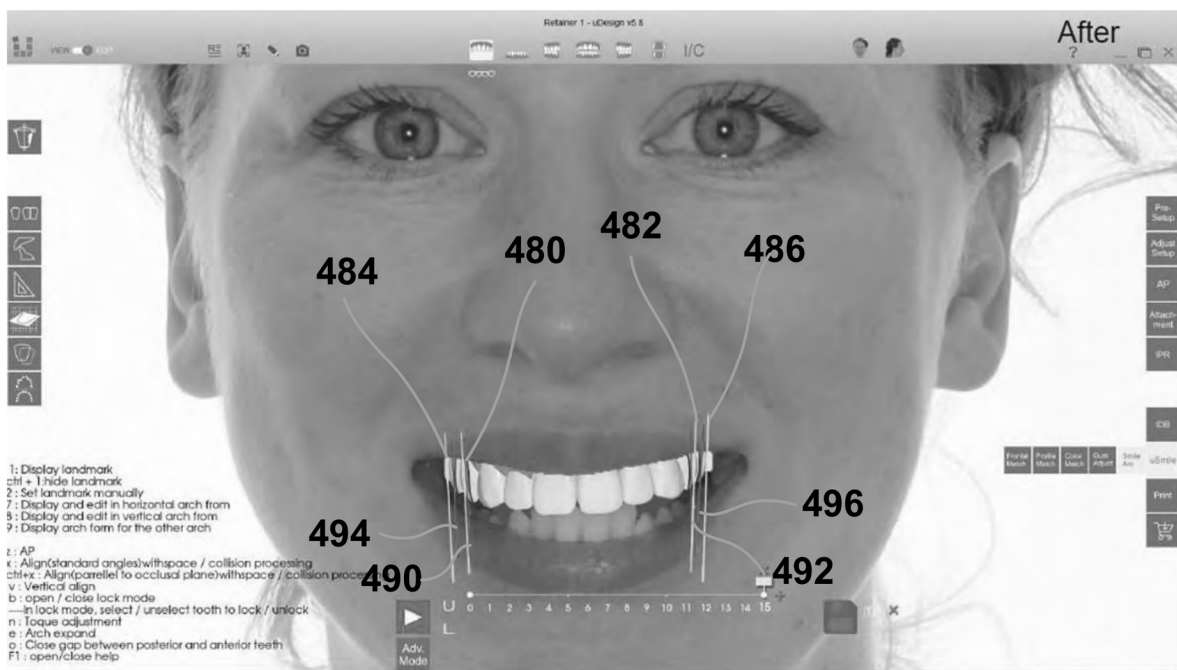 Retainer 1 - uDesign v5.8
After
VIEW EDIT
I/C
?
Pre-Setup
Adjust Setup
AP
Attach-ment
IPR
482
480
486
484
IDB
Frontal Match
Profile Match
Color Match
Gum Adjust
Smile Arc
uSmile
Print
1: Display landmark
ctrl + 1:hide landmark
2 : Set landmark manually
7 : Display and edit in horizontal arch from
8 : Display and edit in vertical arch from
9 : Display arch form for the other arch
z : AP
x : Align(standard angles)withspace / collision processing
ctrl+x : Align(parrellel to occlusal plane)withspace / collision
v : Vertical align
b : open / close lock mode
----In lock mode, select / unselect tooth to lock / unlock
n : Toque adjustment
e : Arch expand
o : Close gap between posterior and anterior teeth
F1 : open/close help
494
496
490
492
U
0 1 2 3 4 5 6 7 8 9 10 11 12 13 14 15
L
Adv. Mode